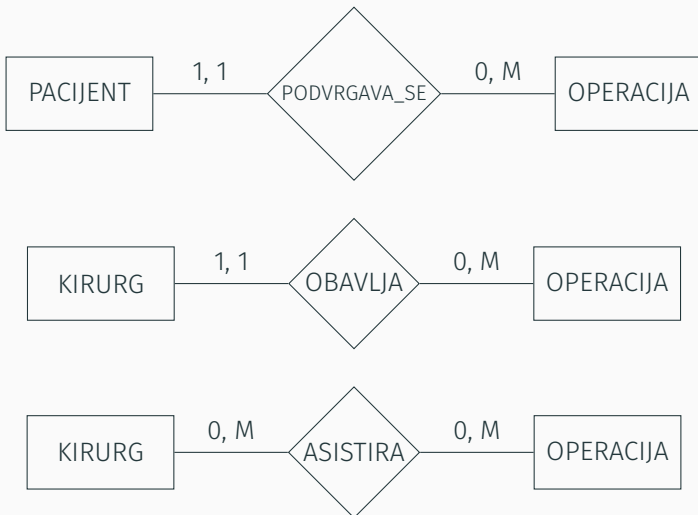 1, 1
0, M
PACIJENT
PODVRGAVA_SE
OPERACIJA
1, 1
0, M
KIRURG
OBAVLJA
OPERACIJA
0, M
0, M
KIRURG
ASISTIRA
OPERACIJA